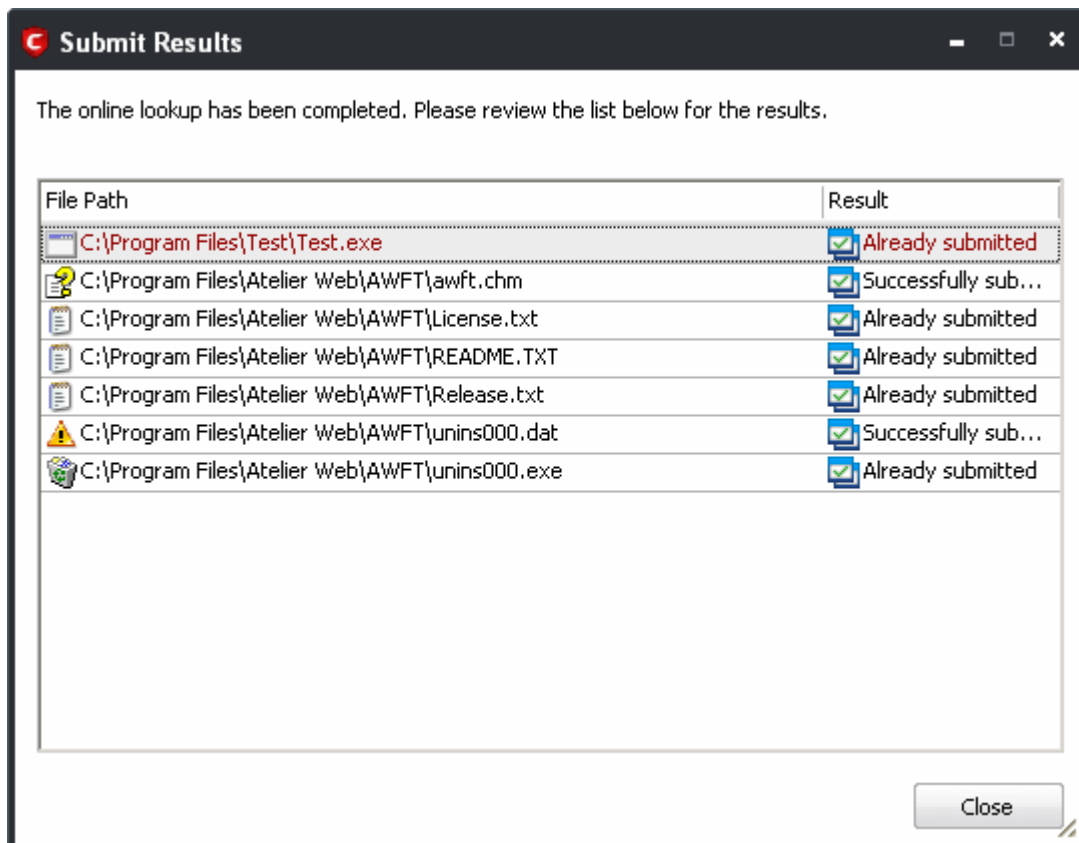 Submit Results
The online lookup has been completed. Please review the list below for the results.
File Path Result
C:\Program Files\Test\Test.exe Already submitted
C:\Program Files\Atelier Web\AWFT\awft.chm Successfully sub...
C:\Program Files\Atelier Web\AWFT\License.txt Already submitted
C:\Program Files\Atelier Web\AWFT\README.TXT Already submitted
C:\Program Files\Atelier Web\AWFT\Release.txt Already submitted
C:\Program Files\Atelier Web\AWFT\unins000.dat Successfully sub...
C:\Program Files\Atelier Web\AWFT\unins000.exe Already submitted
Close